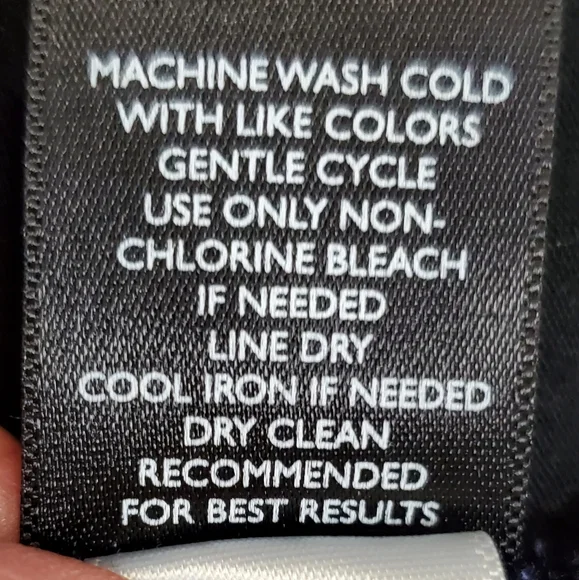 MACHINE WASH COLD
WITH LIKE COLORS
GENTLE CYCLE
USE ONLY NON-
CHLORINE BLEACH
IF NEEDED
LINE DRY
COOL IRON IF NEEDED
DRY CLEAN
RECOMMENDED
FOR BEST RESULTS